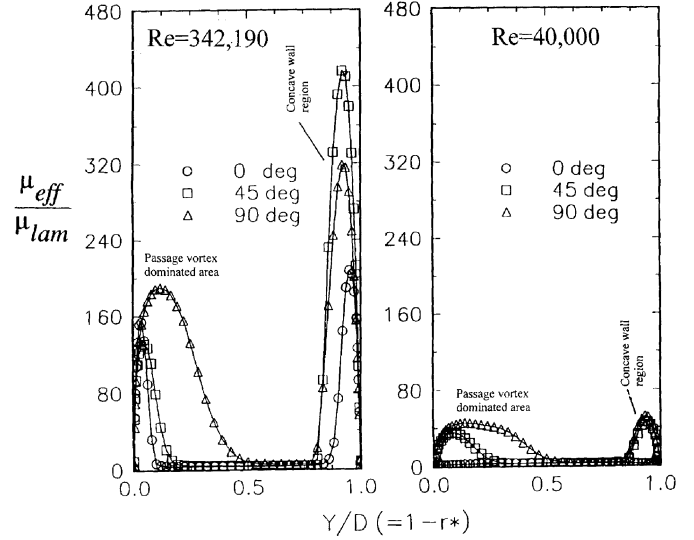 480
400
320
240
160
80
0
Re=342,190
Concave wall
region
○ 0 deg
□ 45 deg
△ 90 deg
μeff
μlam
Passage vortex
dominated area
0.0
0.5
1.0
480
400
320
240
160
80
0
Re=40,000
○ 0 deg
□ 45 deg
△ 90 deg
Passage vortex
dominated area
Concave wall
region
0.0
0.5
1.0
Y/D (=1-r*)